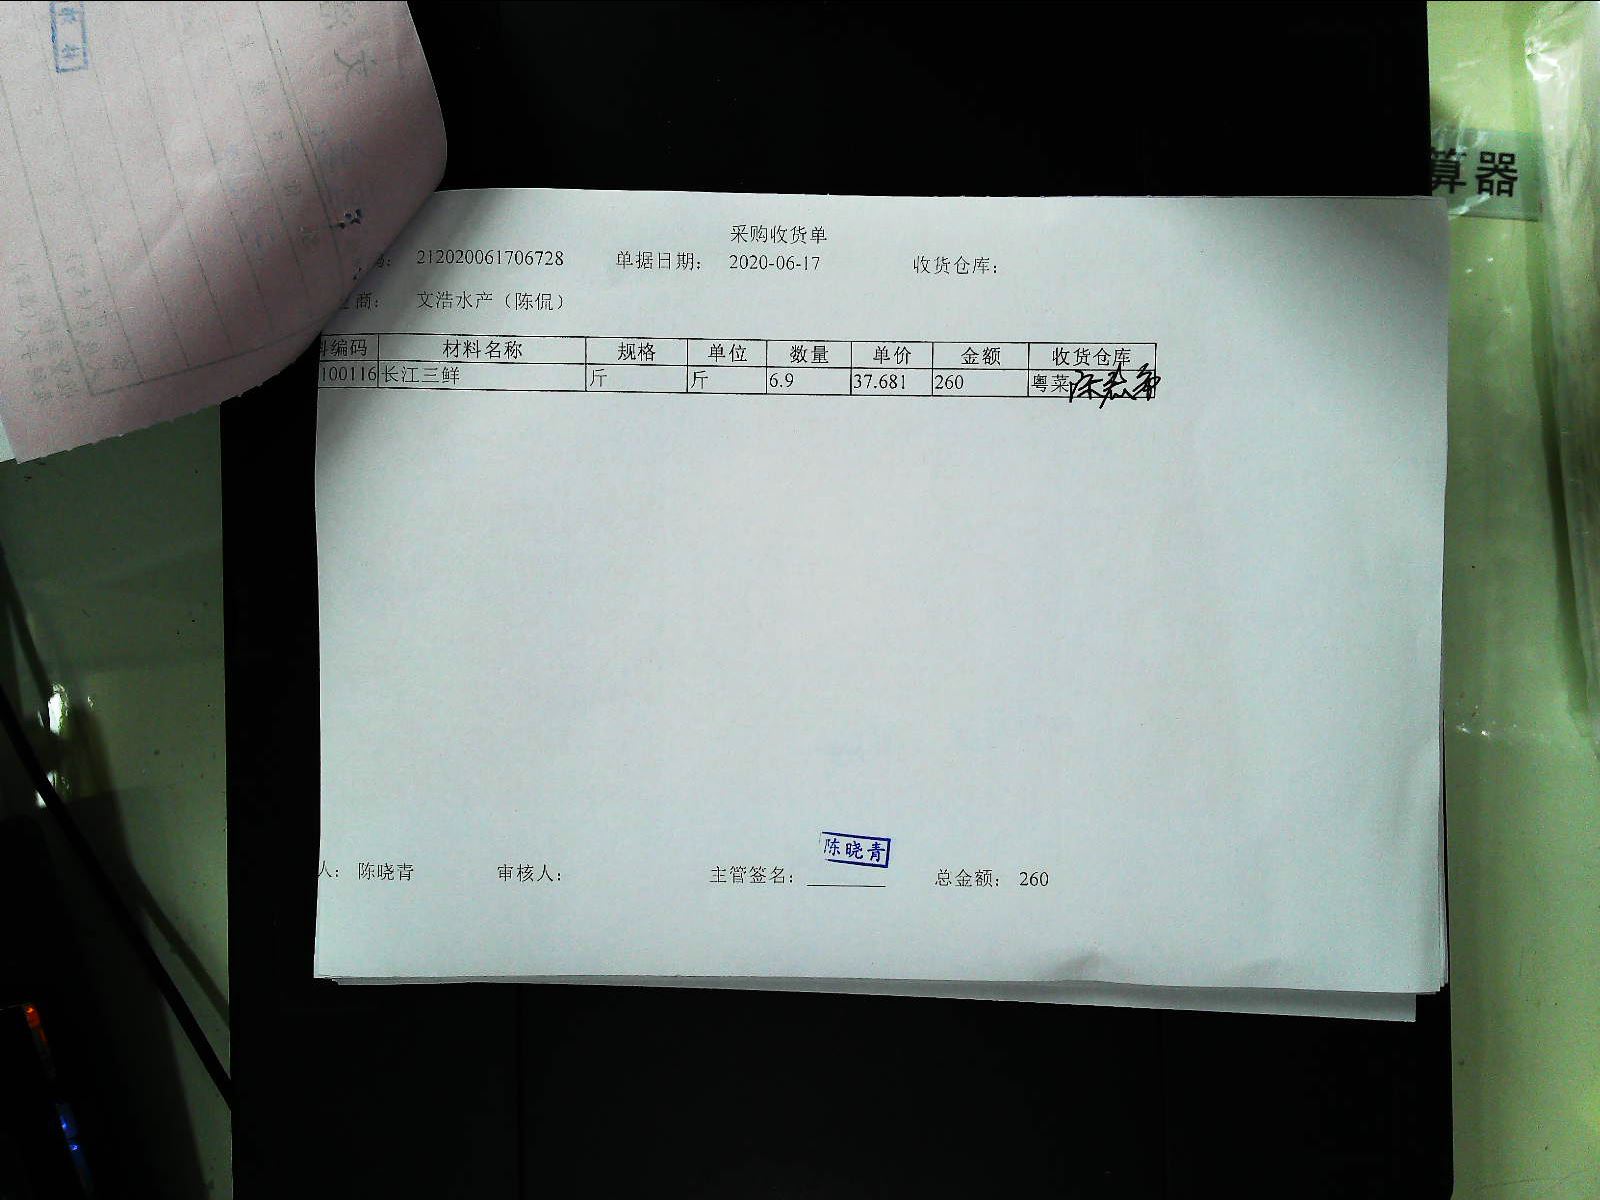 算器
采购收货单
212020061706728 单据日期： 2020-06-17 收货仓库：
商： 文浩水产（陈侃）
编码 材料名称 规格 单位 数量 单价 金额 收货仓库
100116 长江三鲜 斤 斤 6.9 37.681 260 粤菜
陈晓青
人： 陈晓青 审核人： 主管签名： 总金额： 260